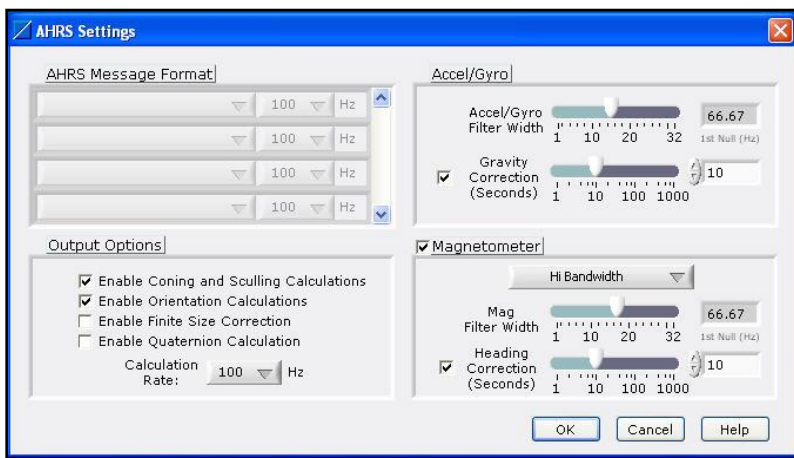 AHRS Settings
AHRS Message Format
100 Hz
100 Hz
100 Hz
100 Hz
Output Options
Enable Coning and Sculling Calculations
Enable Orientation Calculations
Enable Finite Size Correction
Enable Quaternion Calculation
Calculation
Rate: 100 Hz
Accel/Gyro
Accel/Gyro
Filter Width
66.67
1st Null (Hz)
1 10 20 32
Gravity
Correction
(Seconds)
10
1 10 100 1000
Magnetometer
Hi Bandwidth
Mag
Filter Width
66.67
1st Null (Hz)
1 10 20 32
Heading
Correction
(Seconds)
10
1 10 100 1000
OK Cancel Help